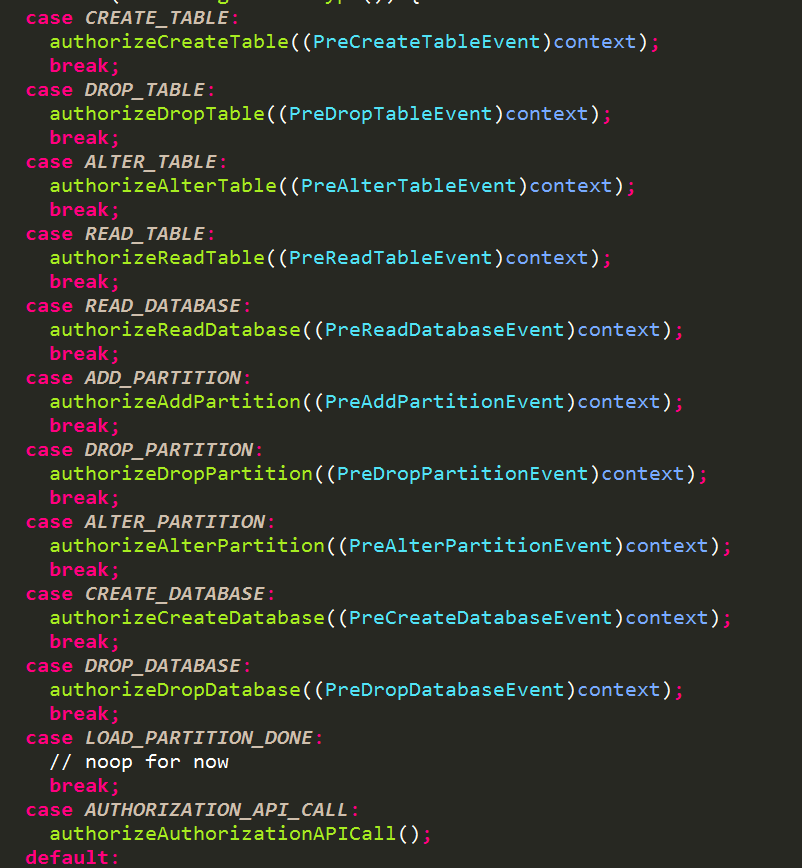 case CREATE_TABLE:
authorizeCreateTable((PreCreateTableEvent)context);
break;
case DROP_TABLE:
authorizeDropTable((PreDropTableEvent)context);
break;
case ALTER_TABLE:
authorizeAlterTable((PreAlterTableEvent)context);
break;
case READ_TABLE:
authorizeReadTable((PreReadTableEvent)context);
break;
case READ_DATABASE:
authorizeReadDatabase((PreReadDatabaseEvent)context);
break;
case ADD_PARTITION:
authorizeAddPartition((PreAddPartitionEvent)context);
break;
case DROP_PARTITION:
authorizeDropPartition((PreDropPartitionEvent)context);
break;
case ALTER_PARTITION:
authorizeAlterPartition((PreAlterPartitionEvent)context);
break;
case CREATE_DATABASE:
authorizeCreateDatabase((PreCreateDatabaseEvent)context);
break;
case DROP_DATABASE:
authorizeDropDatabase((PreDropDatabaseEvent)context);
break;
case LOAD_PARTITION_DONE:
// noop for now
break;
case AUTHORIZATION_API_CALL:
authorizeAuthorizationAPICall();
default: